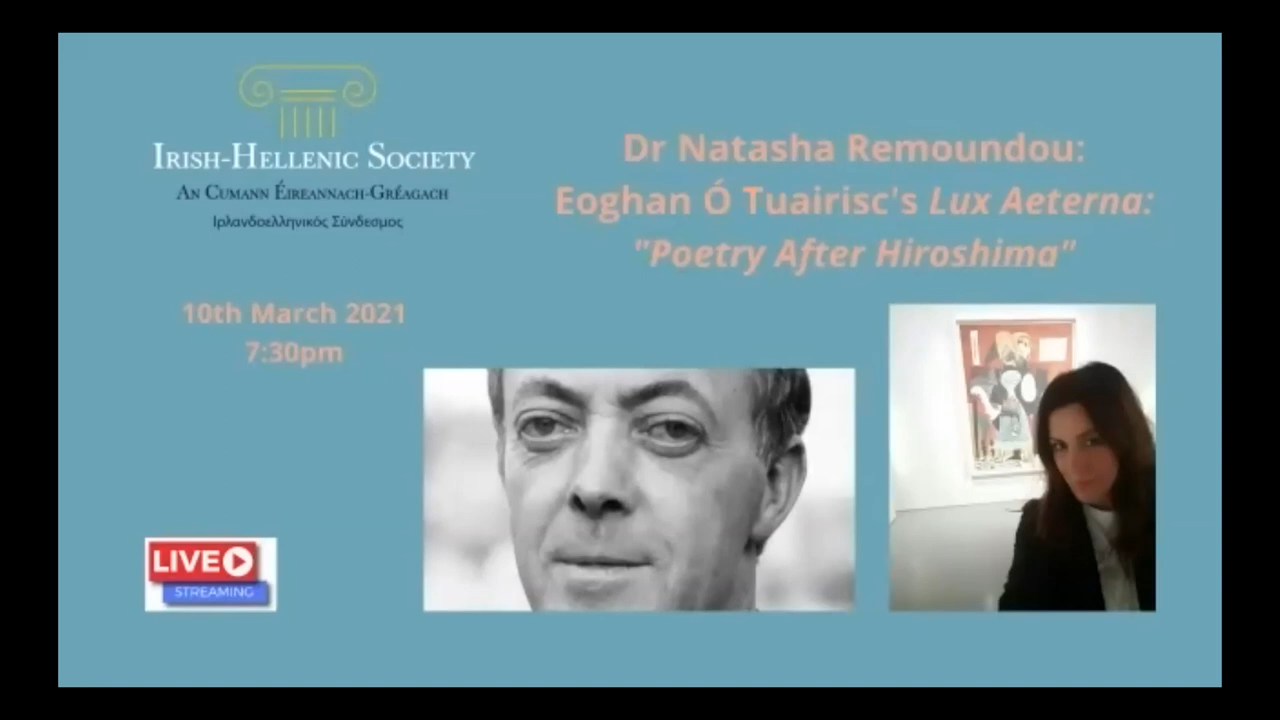 IRISH-HELLENIC SOCIETY
AN CUMANN ÉIREANNACH-GRÉAGACH
Ιρλανδοελληνικός Σύνδεσμος
Dr Natasha Remoundou:
Eoghan Ó Tuairisc's Lux Aeterna:
"Poetry After Hiroshima"
10th March 2021
7:30pm
LIVE
STREAMING